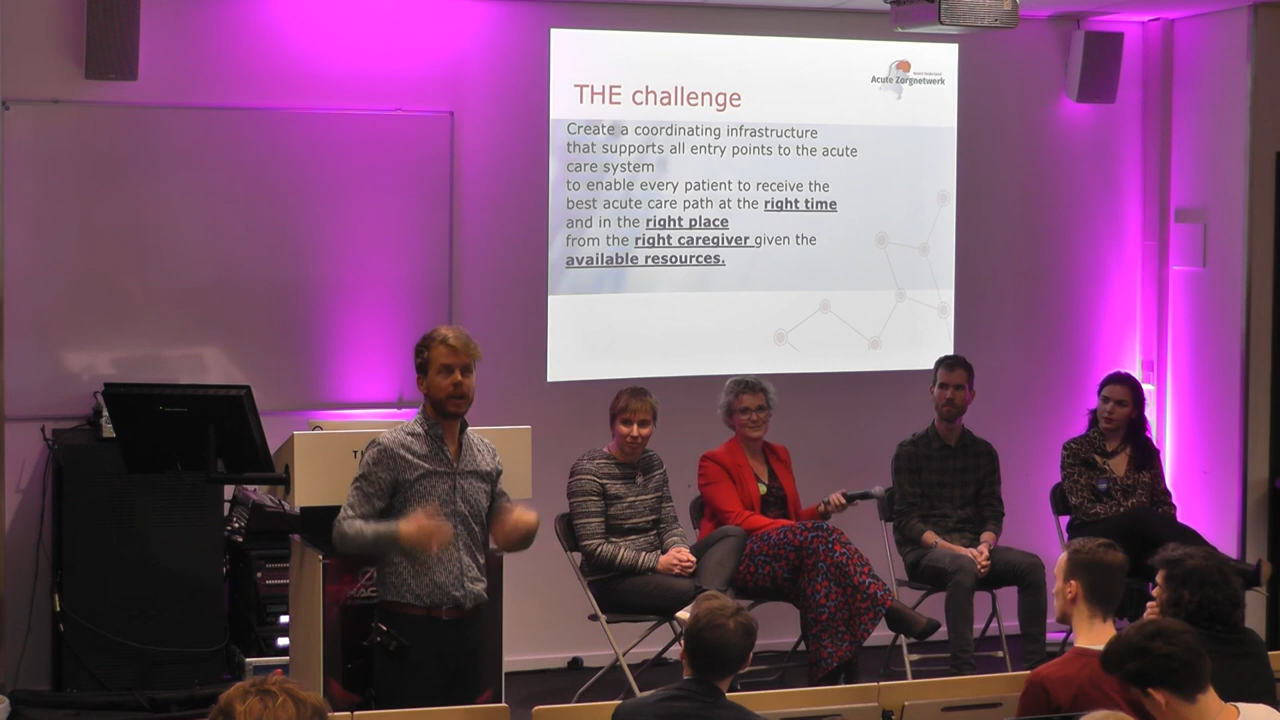 Acute Zorgnetwerk
THE challenge
Create a coordinating infrastructure
that supports all entry points to the acute
care system
to enable every patient to receive the
best acute care path at the right time
and in the right place
from the right caregiver given the
available resources.